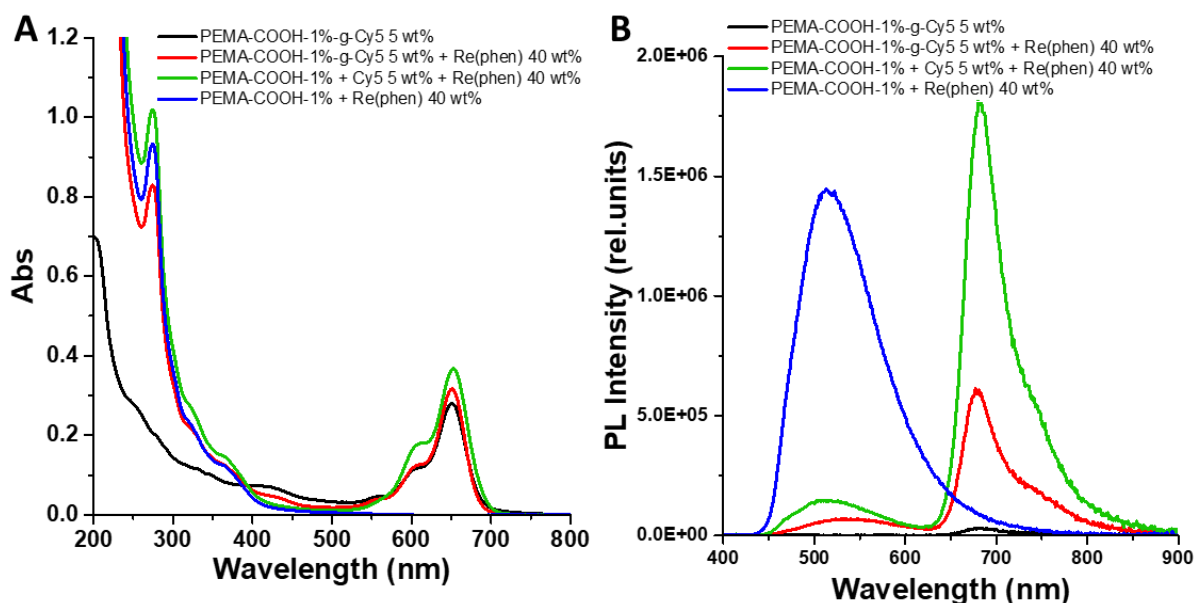 A
PEMA-COOH-1%-g-Cy5 5 wt%
PEMA-COOH-1%-g-Cy5 5 wt% + Re(phen) 40 wt%
PEMA-COOH-1% + Cy5 5 wt% + Re(phen) 40 wt%
PEMA-COOH-1% + Re(phen) 40 wt%
1.2
1.0
0.8
0.6
0.4
0.2
0.0
Abs
200 300 400 500 600 700 800
Wavelength (nm)
B
PEMA-COOH-1%-g-Cy5 5 wt%
PEMA-COOH-1%-g-Cy5 5 wt% + Re(phen) 40 wt%
PEMA-COOH-1% + Cy5 5 wt% + Re(phen) 40 wt%
PEMA-COOH-1% + Re(phen) 40 wt%
2.0E+06
1.5E+06
1.0E+06
5.0E+05
0.0E+00
PL Intensity (rel.units)
400 500 600 700 800 900
Wavelength (nm)